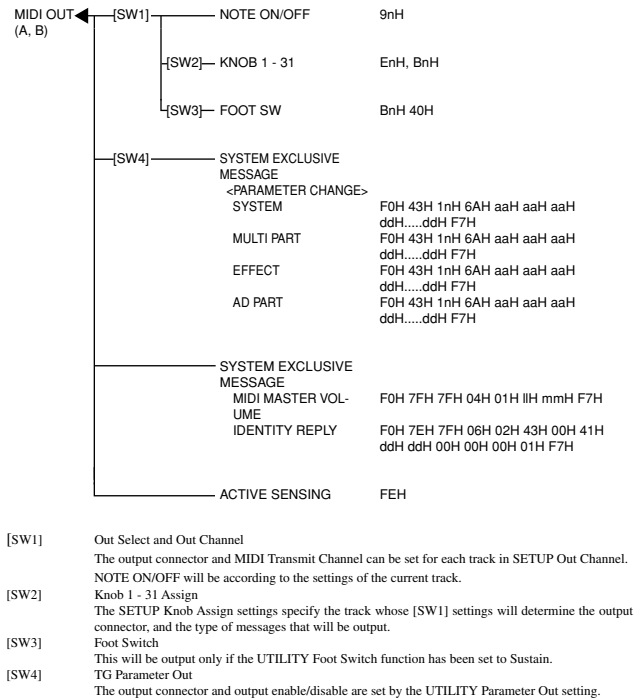 MIDI OUT [SW1] NOTE ON/OFF 9nH
(A, B)
[SW2] KNOB 1 - 31 EnH, BnH
[SW3] FOOT SW BnH 40H
[SW4] SYSTEM EXCLUSIVE
MESSAGE
<PARAMETER CHANGE>
SYSTEM F0H 43H 1nH 6AH aaH aaH aaH
ddH.....ddH F7H
MULTI PART F0H 43H 1nH 6AH aaH aaH aaH
ddH.....ddH F7H
EFFECT F0H 43H 1nH 6AH aaH aaH aaH
ddH.....ddH F7H
AD PART F0H 43H 1nH 6AH aaH aaH aaH
ddH.....ddH F7H
SYSTEM EXCLUSIVE
MESSAGE
MIDI MASTER VOL- F0H 7FH 7FH 04H 01H llH mmH F7H
UME
IDENTITY REPLY F0H 7EH 7FH 06H 02H 43H 00H 41H
ddH ddH 00H 00H 00H 01H F7H
ACTIVE SENSING FEH
[SW1] Out Select and Out Channel
The output connector and MIDI Transmit Channel can be set for each track in SETUP Out Channel.
NOTE ON/OFF will be according to the settings of the current track.
[SW2] Knob 1 - 31 Assign
The SETUP Knob Assign settings specify the track whose [SW1] settings will determine the output
connector, and the type of messages that will be output.
[SW3] Foot Switch
This will be output only if the UTILITY Foot Switch function has been set to Sustain.
[SW4] TG Parameter Out
The output connector and output enable/disable are set by the UTILITY Parameter Out setting.